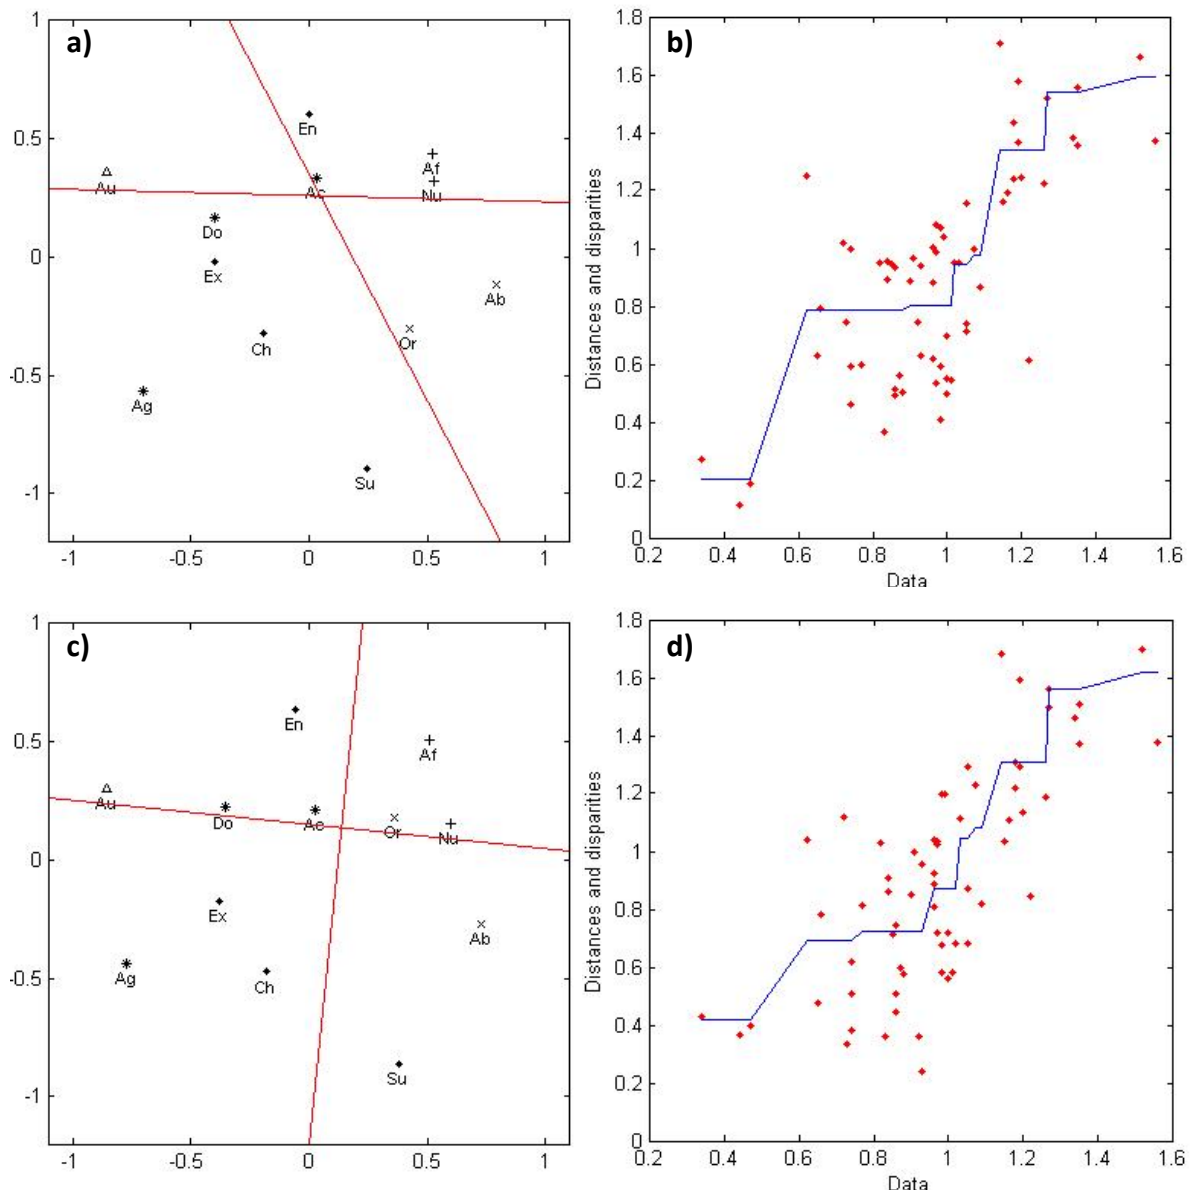 a)
1
0.5
0
-0.5
-1
-1
-0.5
0
0.5
1
En
Af
Au
Ac
Nu
Do
Ex
Ab
Ch
Or
Ag
Su
b)
1.8
1.6
1.4
1.2
1
0.8
0.6
0.4
0.2
0
0.2
0.4
0.6
0.8
1
1.2
1.4
1.6
Distances and disparities
Data
c)
1
0.5
0
-0.5
-1
-1
-0.5
0
0.5
1
En
Af
Au
Do
Ac
Or
Nu
Ex
Ab
Ag
Ch
Su
d)
1.8
1.6
1.4
1.2
1
0.8
0.6
0.4
0.2
0
0.2
0.4
0.6
0.8
1
1.2
1.4
1.6
Distances and disparities
Data